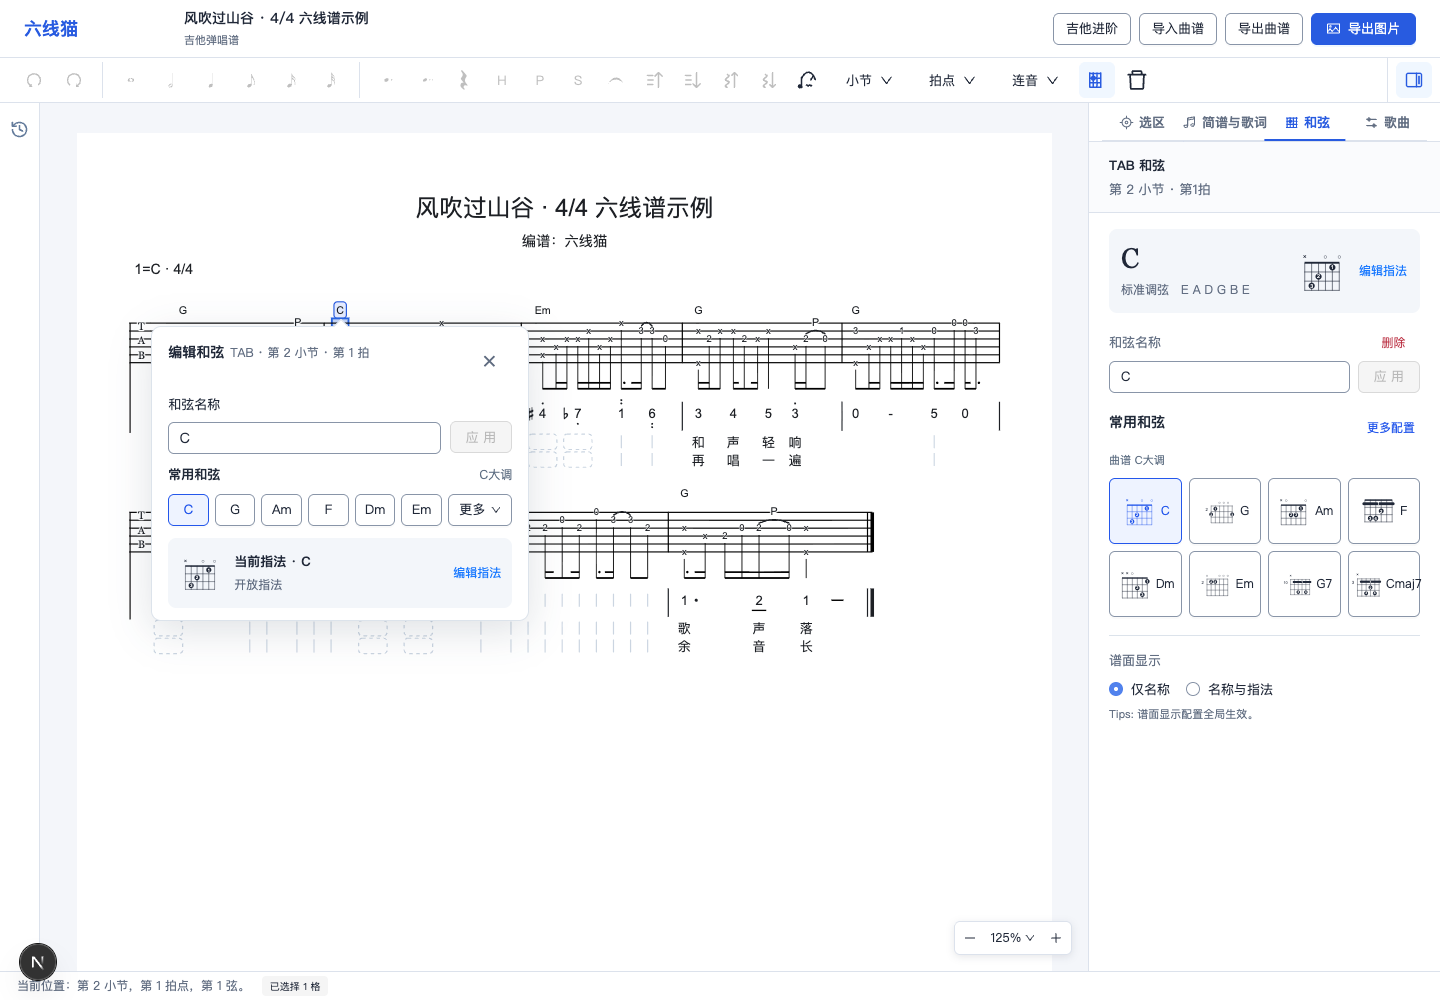 六线猫
风吹过山谷 · 4/4 六线谱示例
吉他弹唱谱
吉他进阶 导入曲谱 导出曲谱 导出图片
H P S 小节 拍点 连音
选区 简谱与歌词 和弦 歌曲
TAB 和弦
第 2 小节 · 第1拍
C
标准调弦 E A D G B E
编辑指法
和弦名称 删除
C 应 用
常用和弦 更多配置
曲谱 C大调
C G Am F
Dm Em G7 Cmaj7
谱面显示
仅名称 名称与指法
Tips: 谱面显示配置全局生效。
风吹过山谷 · 4/4 六线谱示例
编谱：六线猫
1=C · 4/4
G C Em G G
P P
T
A
B
♯4 ♭7 1 6 3 4 5 3 0 - 5 0
和 声 轻 响
再 唱 一 遍
编辑和弦 TAB · 第 2 小节 · 第 1 拍
和弦名称
C 应 用
常用和弦 C大调
C G Am F Dm Em 更多
当前指法 · C
开放指法
编辑指法
G
P
T
A
B
1 · 2 1 —
歌 声 落
余 音 长
125%
N
当前位置：第 2 小节，第 1 拍点，第 1 弦。 已选择 1 格